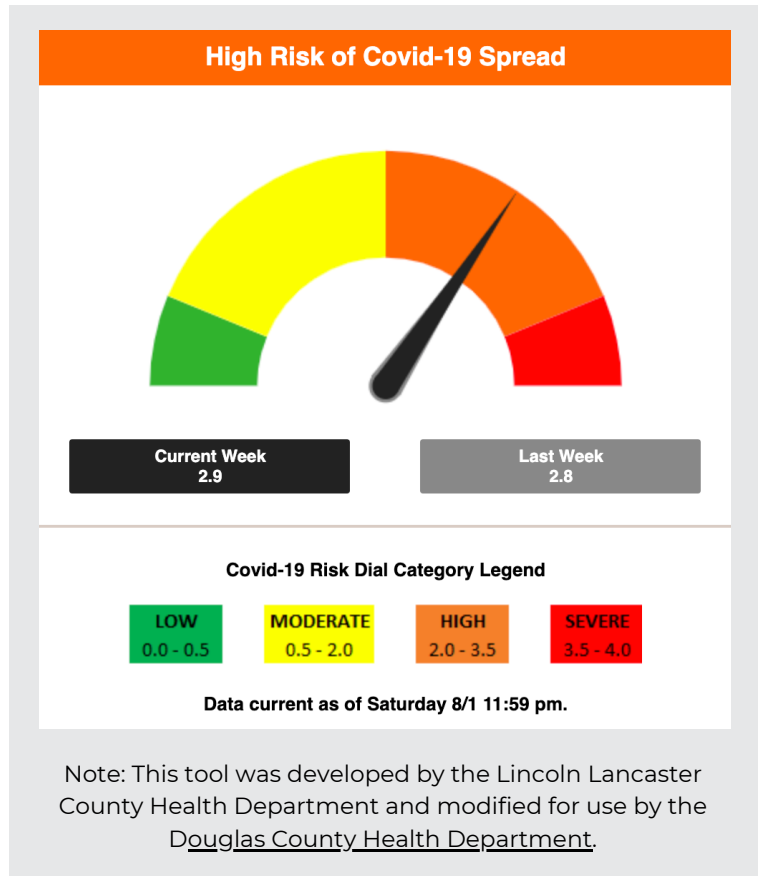 High Risk of Covid-19 Spread
Current Week
2.9
Last Week
2.8
Covid-19 Risk Dial Category Legend
LOW
0.0 - 0.5
MODERATE
0.5 - 2.0
HIGH
2.0 - 3.5
SEVERE
3.5 - 4.0
Data current as of Saturday 8/1 11:59 pm.
Note: This tool was developed by the Lincoln Lancaster
County Health Department and modified for use by the
Douglas County Health Department.